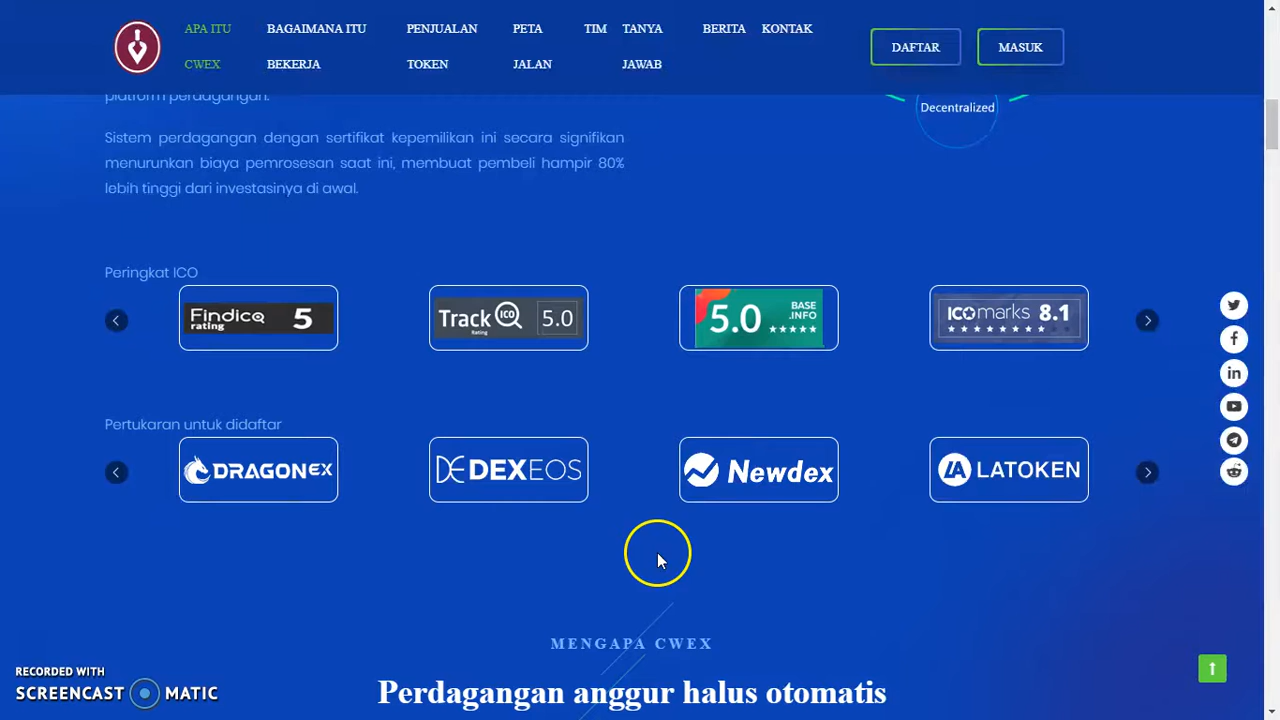 APA ITU CWEX
BAGAIMANA ITU BEKERJA
PENJUALAN TOKEN
PETA JALAN
TIM
TANYA JAWAB
BERITA
KONTAK
DAFTAR
MASUK
platform perdagangan.
Decentralized
Sistem perdagangan dengan sertifikat kepemilikan ini secara signifikan
menurunkan biaya pemrosesan saat ini, membuat pembeli hampir 80%
lebih tinggi dari investasinya di awal.
Peringkat ICO
Findico rating 5
Track ICO Rating 5.0
5.0 BASE .INFO
ICOmarks 8.1
Pertukaran untuk didaftar
DRAGONEX
DEXEOS
Newdex
LATOKEN
MENGAPA CWEX
Perdagangan anggur halus otomatis
RECORDED WITH
SCREENCAST MATIC